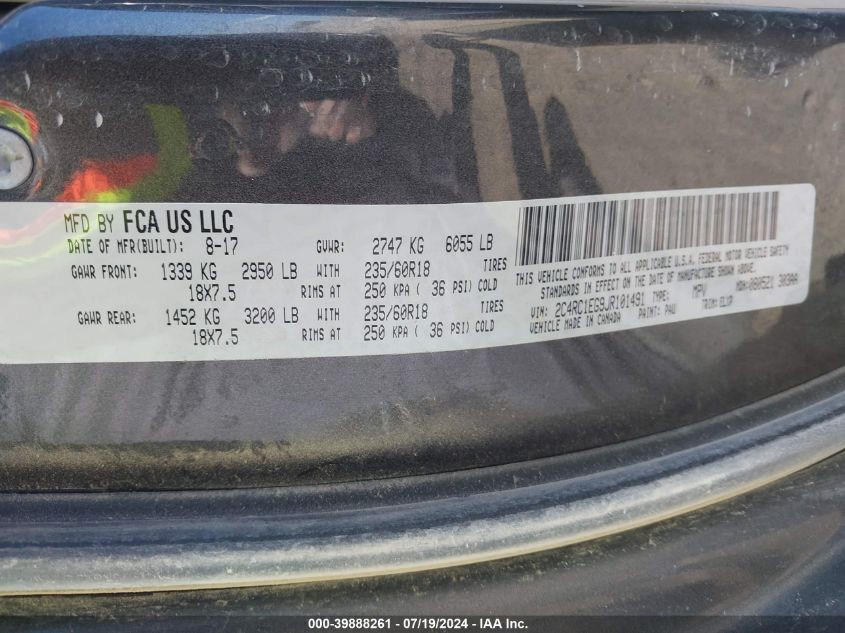 MFD BY FCA US LLC
DATE OF MFR(BUILT): 8-17 GVWR: 2747 KG 6055 LB
GAWR FRONT: 1339 KG 2950 LB WITH 235/60R18 TIRES
18X7.5 RIMS AT 250 KPA ( 36 PSI) COLD
GAWR REAR: 1452 KG 3200 LB WITH 235/60R18 TIRES
18X7.5 RIMS AT 250 KPA ( 36 PSI) COLD
THIS VEHICLE CONFORMS TO ALL APPLICABLE U.S.A. FEDERAL MOTOR VEHICLE SAFETY
STANDARDS IN EFFECT ON THE DATE OF MANUFACTURE SHOWN ABOVE.
VIN: 2C4RC1EG9JR101491 TYPE: MPV MDH: 080521 303AA
VEHICLE MADE IN CANADA PAINT: PAU TRIM:
000-39888261 - 07/19/2024 - IAA Inc.